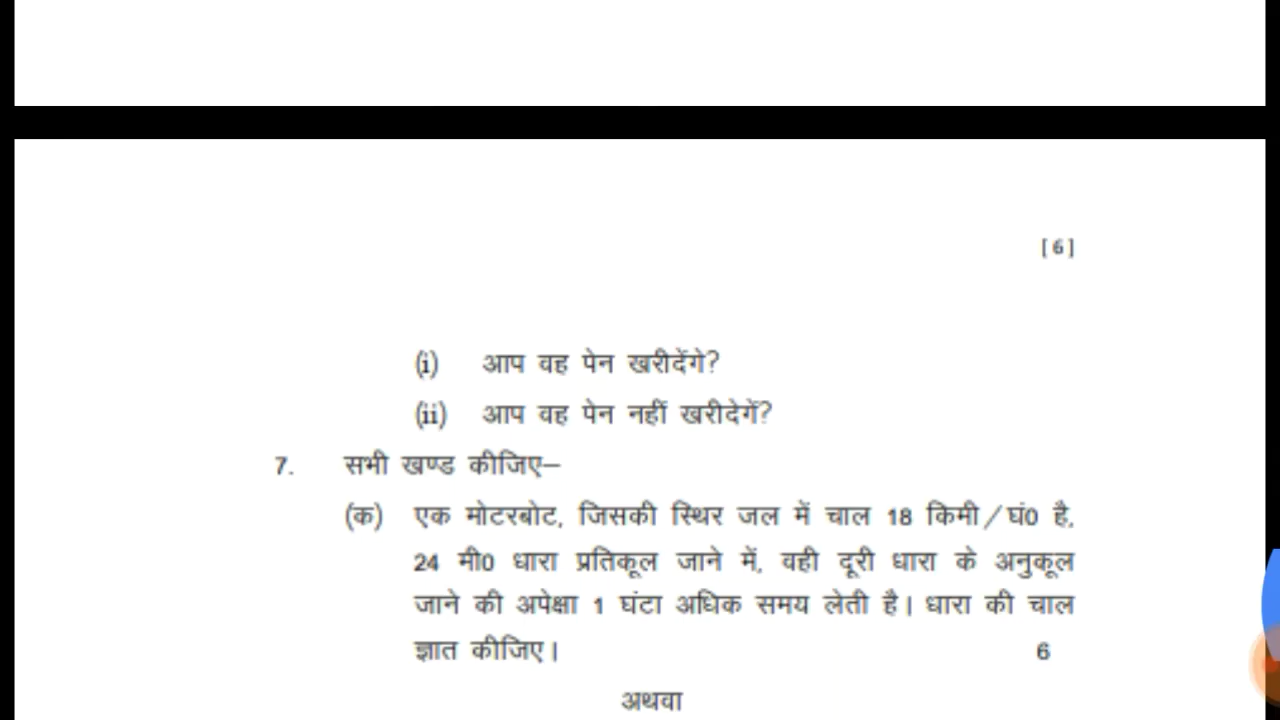 [6]
(i) आप वह पेन खरीदेंगे?
(ii) आप वह पेन नहीं खरीदेगें?
7. सभी खण्ड कीजिए–
(क) एक मोटरबोट, जिसकी स्थिर जल में चाल 18 किमी/घं0 है,
24 मी0 धारा प्रतिकूल जाने में, वही दूरी धारा के अनुकूल
जाने की अपेक्षा 1 घंटा अधिक समय लेती है। धारा की चाल
ज्ञात कीजिए। 6
अथवा